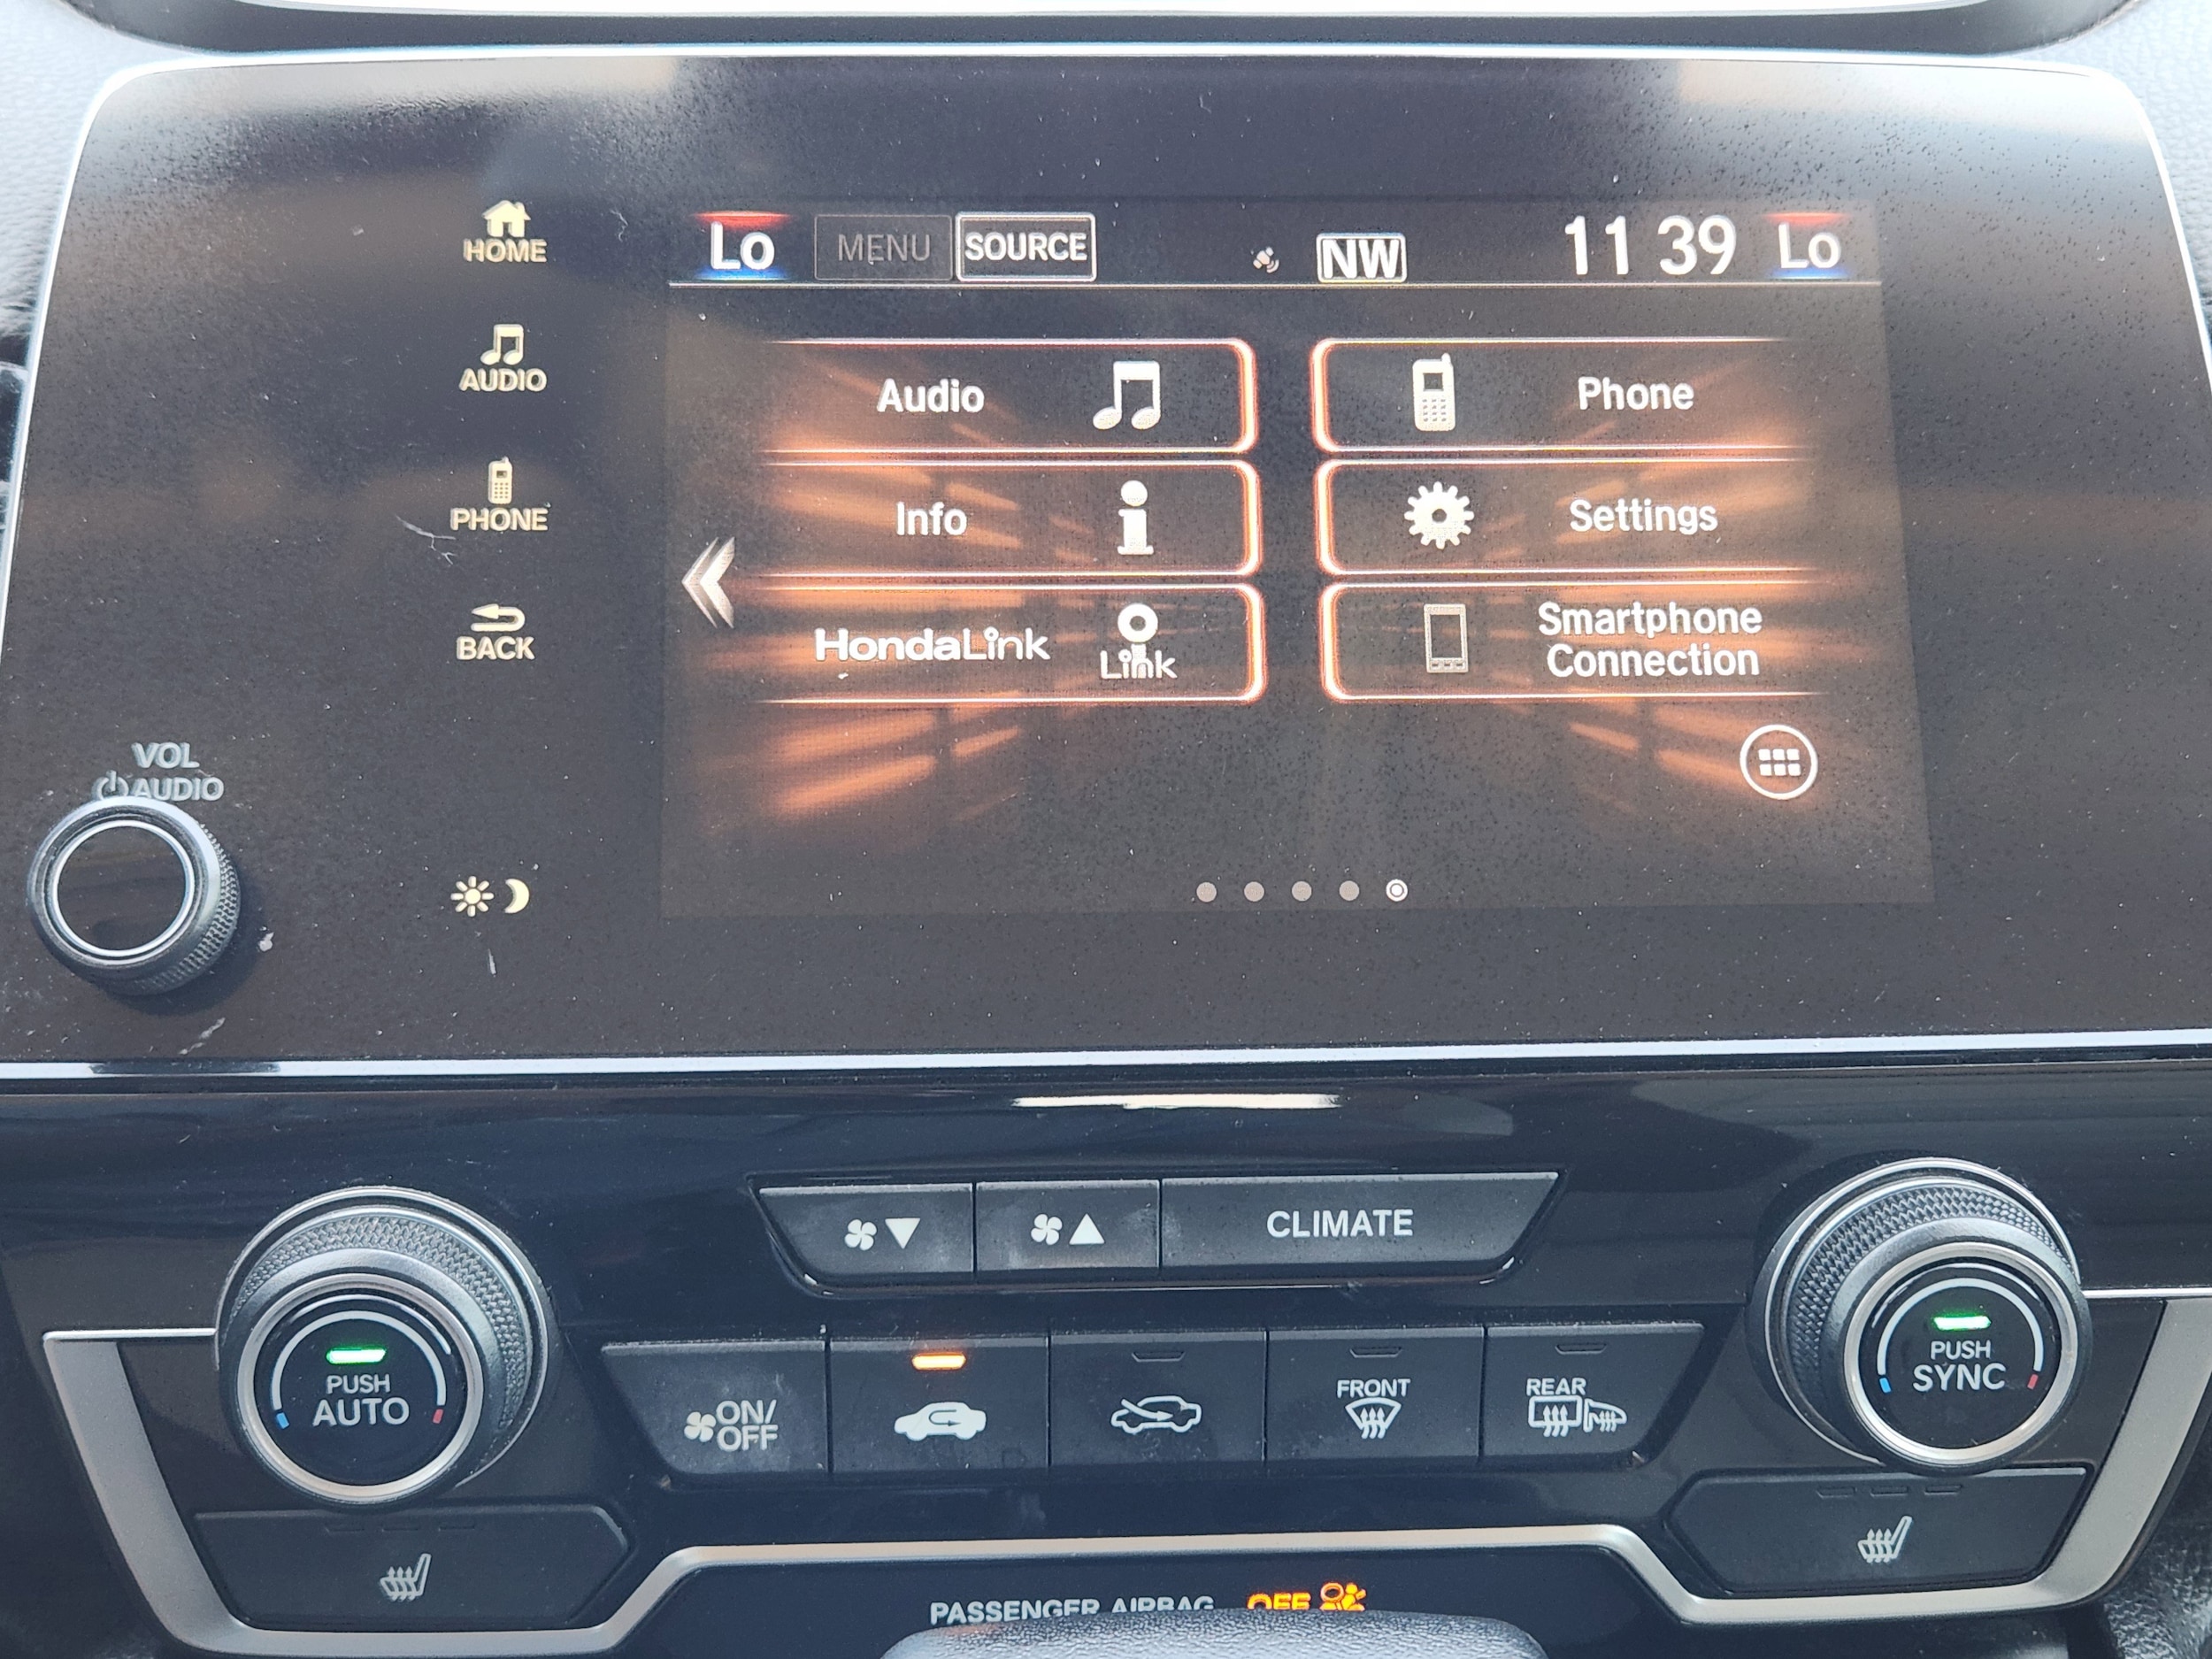 HOME
AUDIO
PHONE
BACK
VOL
AUDIO
Lo MENU SOURCE NW 11 39 Lo
Audio
Phone
Info
Settings
HondaLink
Link
Smartphone
Connection
CLIMATE
PUSH
AUTO
ON/
OFF
FRONT
REAR
PUSH
SYNC
PASSENGER AIRBAG OFF